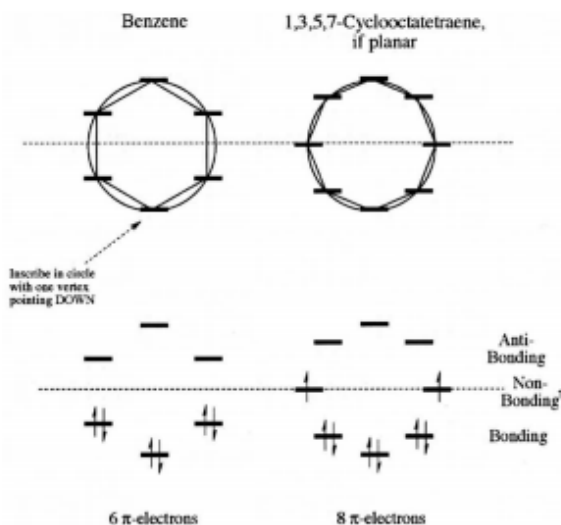 Benzene
1,3,5,7-Cyclooctatetraene,
if planar
Inscribe in circle
with one vertex
pointing DOWN
Anti-
Bonding
Non-
Bonding
Bonding
6 π-electrons
8 π-electrons